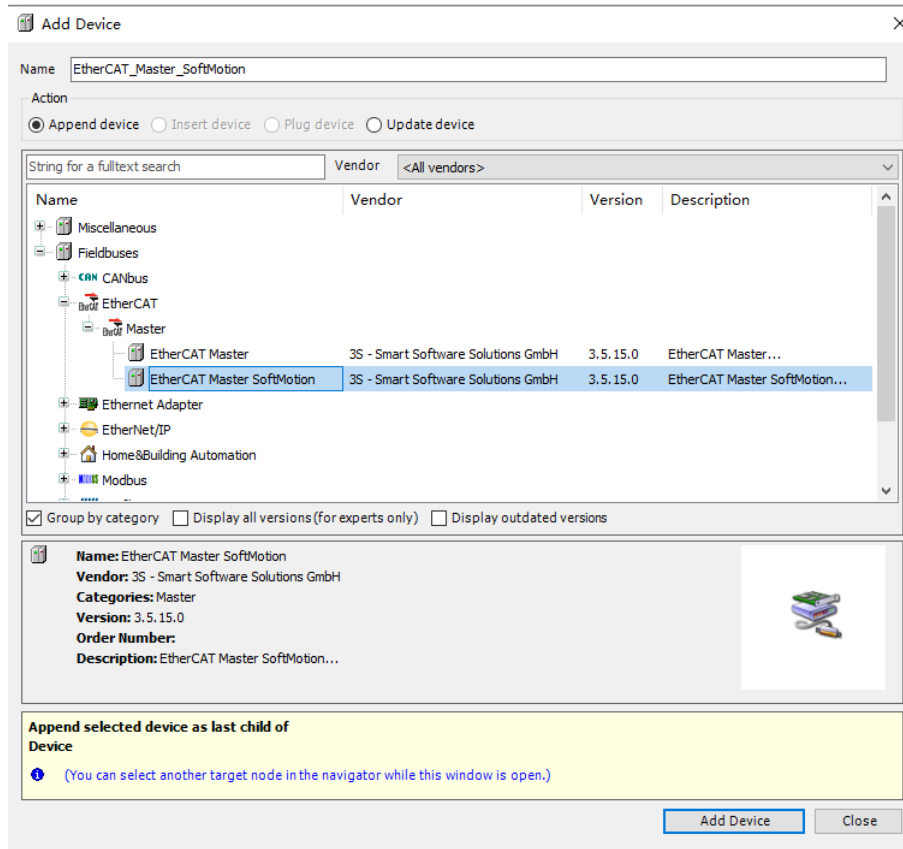 Add Device
Name EtherCAT_Master_SoftMotion
Action
Append device Insert device Plug device Update device
String for a fulltext search Vendor <All vendors>
Name Vendor Version Description
Miscellaneous
Fieldbuses
CAN CANbus
EtherCAT EtherCAT
EtherCAT Master
EtherCAT Master 3S - Smart Software Solutions GmbH 3.5.15.0 EtherCAT Master...
EtherCAT Master SoftMotion 3S - Smart Software Solutions GmbH 3.5.15.0 EtherCAT Master SoftMotion...
Ethernet Adapter
EtherNet/IP
Home&Building Automation
Modbus
Group by category Display all versions (for experts only) Display outdated versions
Name: EtherCAT Master SoftMotion
Vendor: 3S - Smart Software Solutions GmbH
Categories: Master
Version: 3.5.15.0
Order Number:
Description: EtherCAT Master SoftMotion...
Append selected device as last child of
Device
(You can select another target node in the navigator while this window is open.)
Add Device Close